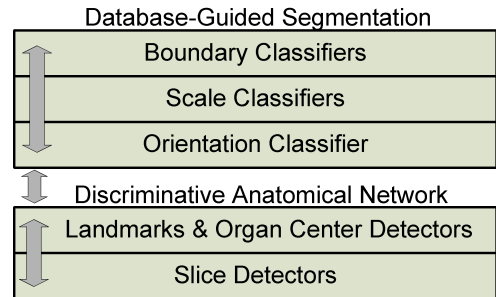 Database-Guided Segmentation
Boundary Classifiers
Scale Classifiers
Orientation Classifier
Discriminative Anatomical Network
Landmarks & Organ Center Detectors
Slice Detectors